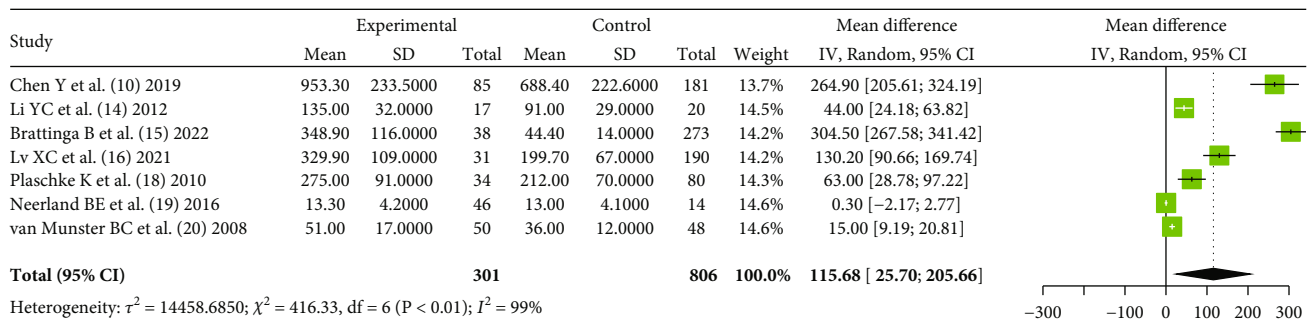 Experimental Control Mean difference Mean difference
Study Mean SD Total Mean SD Total Weight IV, Random, 95% CI IV, Random, 95% CI
Chen Y et al. (10) 2019 953.30 233.5000 85 688.40 222.6000 181 13.7% 264.90 [205.61; 324.19]
Li YC et al. (14) 2012 135.00 32.0000 17 91.00 29.0000 20 14.5% 44.00 [24.18; 63.82]
Brattinga B et al. (15) 2022 348.90 116.0000 38 44.40 14.0000 273 14.2% 304.50 [267.58; 341.42]
Lv XC et al. (16) 2021 329.90 109.0000 31 199.70 67.0000 190 14.2% 130.20 [90.66; 169.74]
Plaschke K et al. (18) 2010 275.00 91.0000 34 212.00 70.0000 80 14.3% 63.00 [28.78; 97.22]
Neerland BE et al. (19) 2016 13.30 4.2000 46 13.00 4.1000 14 14.6% 0.30 [−2.17; 2.77]
van Munster BC et al. (20) 2008 51.00 17.0000 50 36.00 12.0000 48 14.6% 15.00 [9.19; 20.81]
Total (95% CI) 301 806 100.0% 115.68 [ 25.70; 205.66]
Heterogeneity: τ² = 14458.6850; χ² = 416.33, df = 6 (P < 0.01); I² = 99%
−300 −100 0 100 200 300